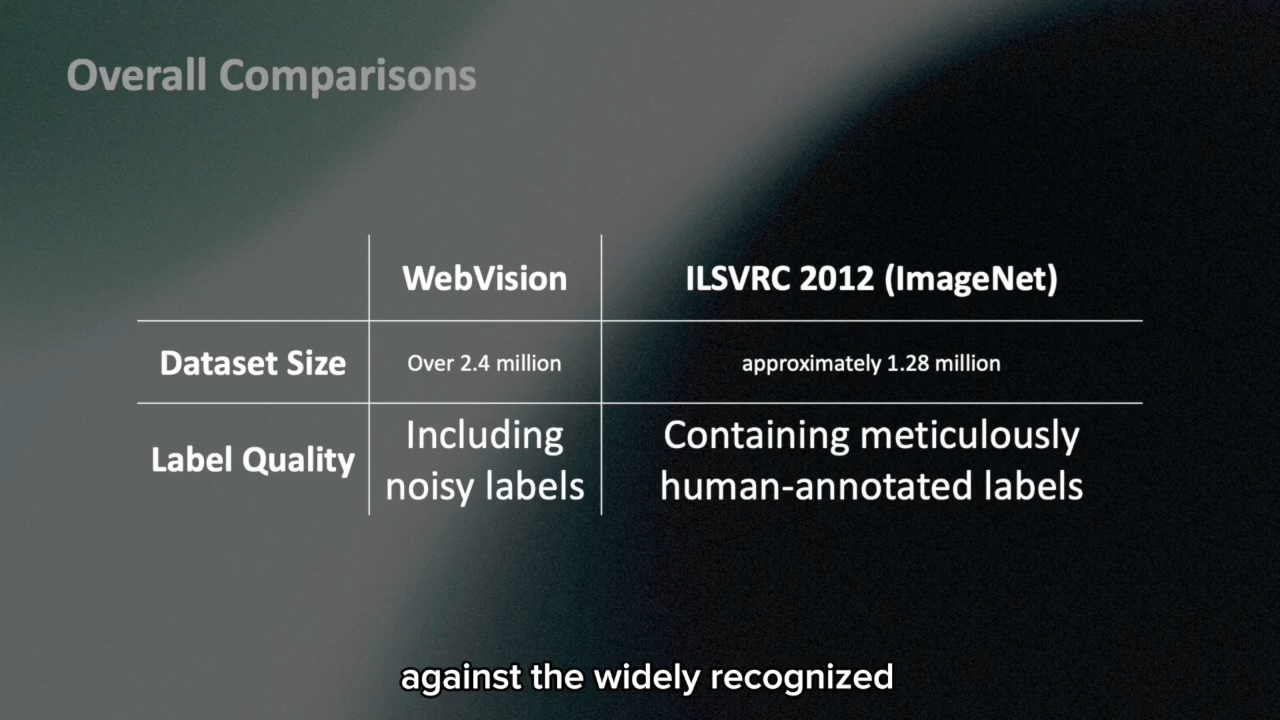 Overall Comparisons
WebVision
ILSVRC 2012 (ImageNet)
Dataset Size
Over 2.4 million
approximately 1.28 million
Label Quality
Including
noisy labels
Containing meticulously
human-annotated labels
against the widely recognized